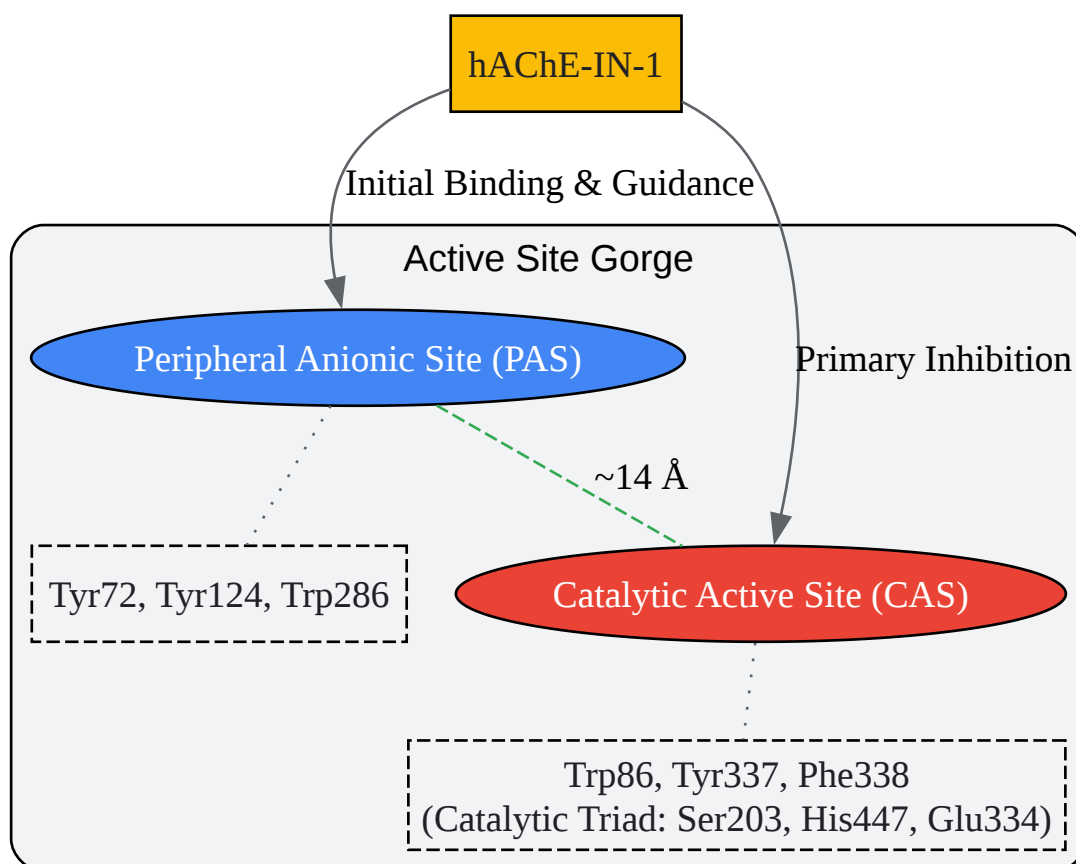 hAChE-IN-1
Initial Binding & Guidance
Active Site Gorge
Peripheral Anionic Site (PAS)
Primary Inhibition
~14 Å
Tyr72, Tyr124, Trp286
Catalytic Active Site (CAS)
Trp86, Tyr337, Phe338
(Catalytic Triad: Ser203, His447, Glu334)